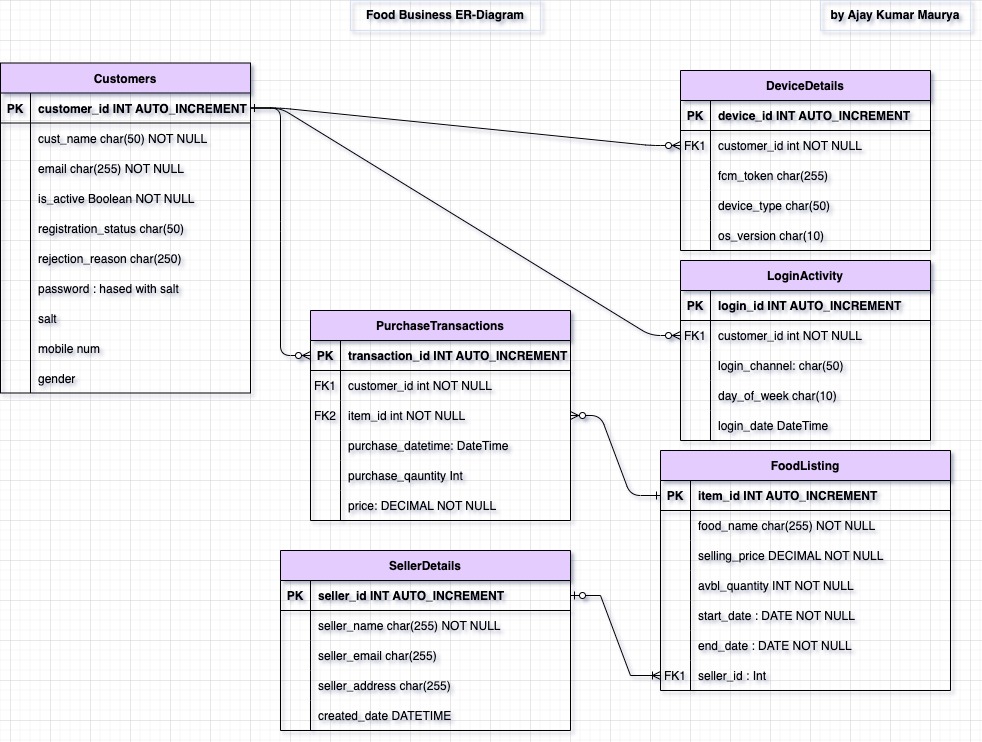 Food Business ER-Diagram
by Ajay Kumar Maurya
Customers
PK customer_id INT AUTO_INCREMENT
cust_name char(50) NOT NULL
email char(255) NOT NULL
is_active Boolean NOT NULL
registration_status char(50)
rejection_reason char(250)
password : hased with salt
salt
mobile num
gender
DeviceDetails
PK device_id INT AUTO_INCREMENT
FK1 customer_id int NOT NULL
fcm_token char(255)
device_type char(50)
os_version char(10)
LoginActivity
PK login_id INT AUTO_INCREMENT
FK1 customer_id int NOT NULL
login_channel: char(50)
day_of_week char(10)
login_date DateTime
PurchaseTransactions
PK transaction_id INT AUTO_INCREMENT
FK1 customer_id int NOT NULL
FK2 item_id int NOT NULL
purchase_datetime: DateTime
purchase_qauntity Int
price: DECIMAL NOT NULL
FoodListing
PK item_id INT AUTO_INCREMENT
food_name char(255) NOT NULL
selling_price DECIMAL NOT NULL
avbl_quantity INT NOT NULL
start_date : DATE NOT NULL
end_date : DATE NOT NULL
FK1 seller_id : Int
SellerDetails
PK seller_id INT AUTO_INCREMENT
seller_name char(255) NOT NULL
seller_email char(255)
seller_address char(255)
created_date DATETIME